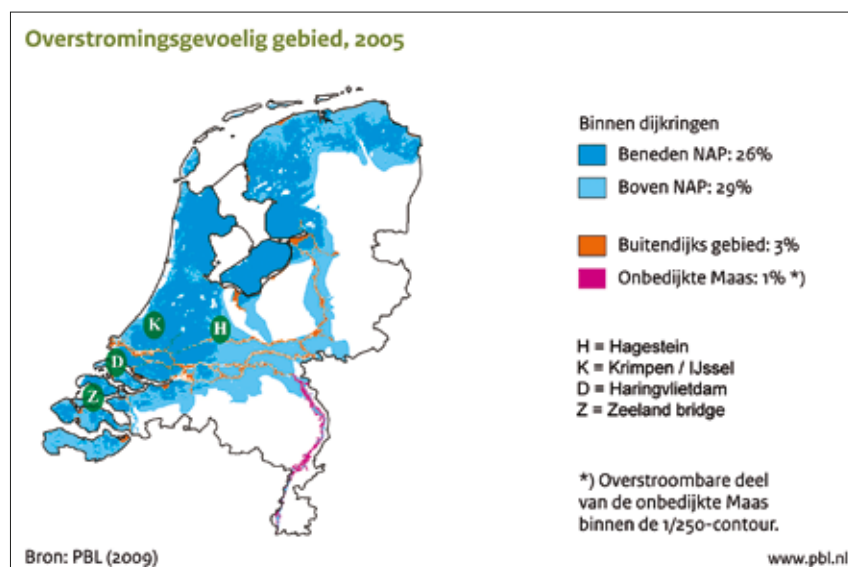 Overstromingsgevoelig gebied, 2005
Binnen dijkringen
Beneden NAP: 26%
Boven NAP: 29%
Buitendijks gebied: 3%
Onbedijkte Maas: 1% *)
K
H
D
Z
H = Hagestein
K = Krimpen / IJssel
D = Haringvlietdam
Z = Zeeland bridge
*) Overstroombare deel
van de onbedijkte Maas
binnen de 1/250-contour.
Bron: PBL (2009)
www.pbl.nl